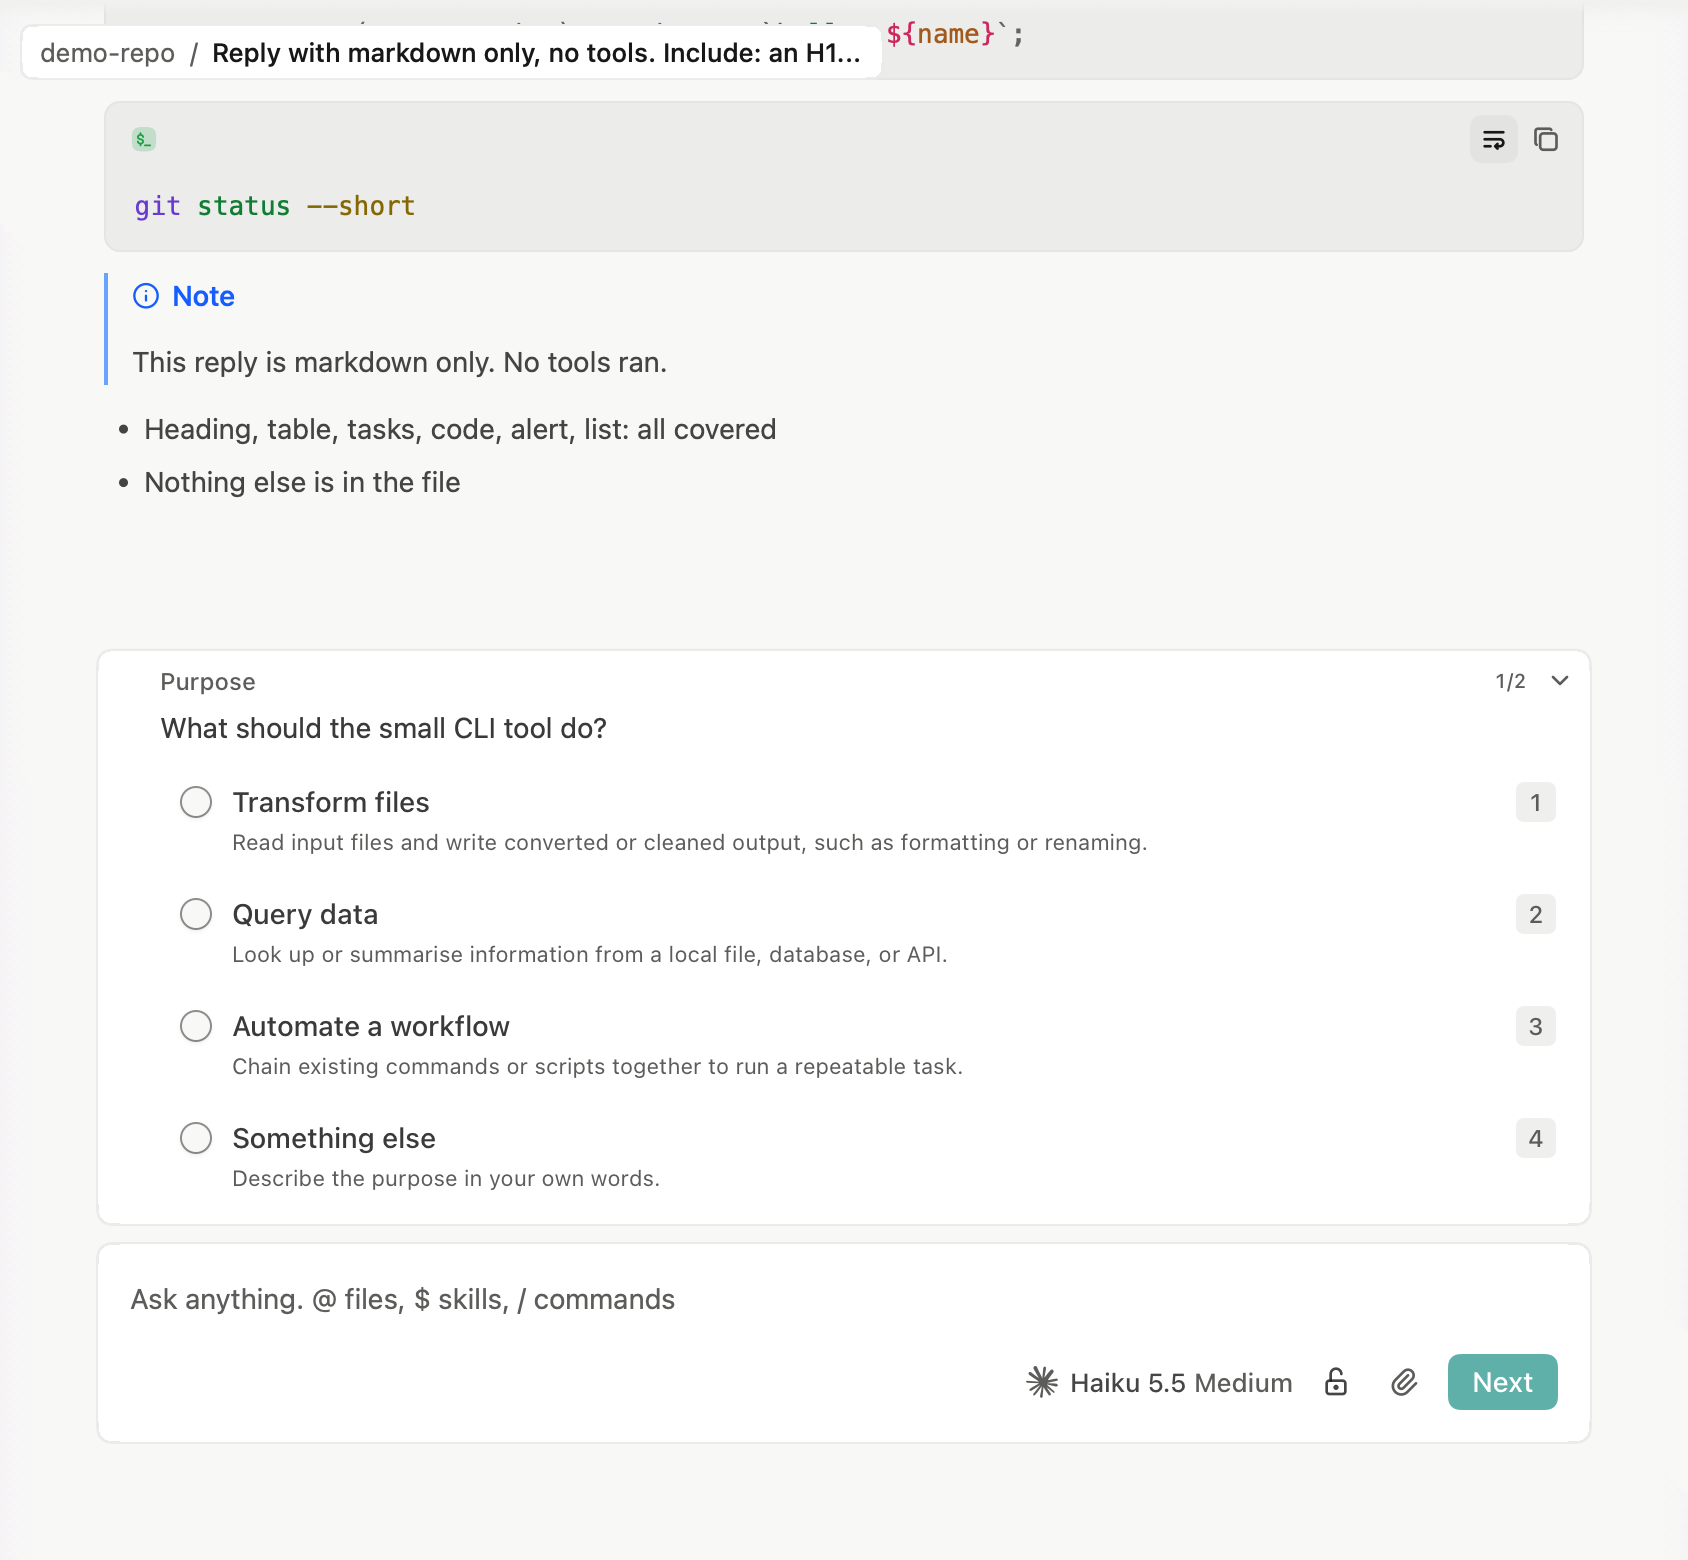 ${name}`;
demo-repo / Reply with markdown only, no tools. Include: an H1...
$_
git status --short
Note
This reply is markdown only. No tools ran.
• Heading, table, tasks, code, alert, list: all covered
• Nothing else is in the file
Purpose 1/2
What should the small CLI tool do?
Transform files 1
Read input files and write converted or cleaned output, such as formatting or renaming.
Query data 2
Look up or summarise information from a local file, database, or API.
Automate a workflow 3
Chain existing commands or scripts together to run a repeatable task.
Something else 4
Describe the purpose in your own words.
Ask anything. @ files, $ skills, / commands
Haiku 5.5 Medium Next